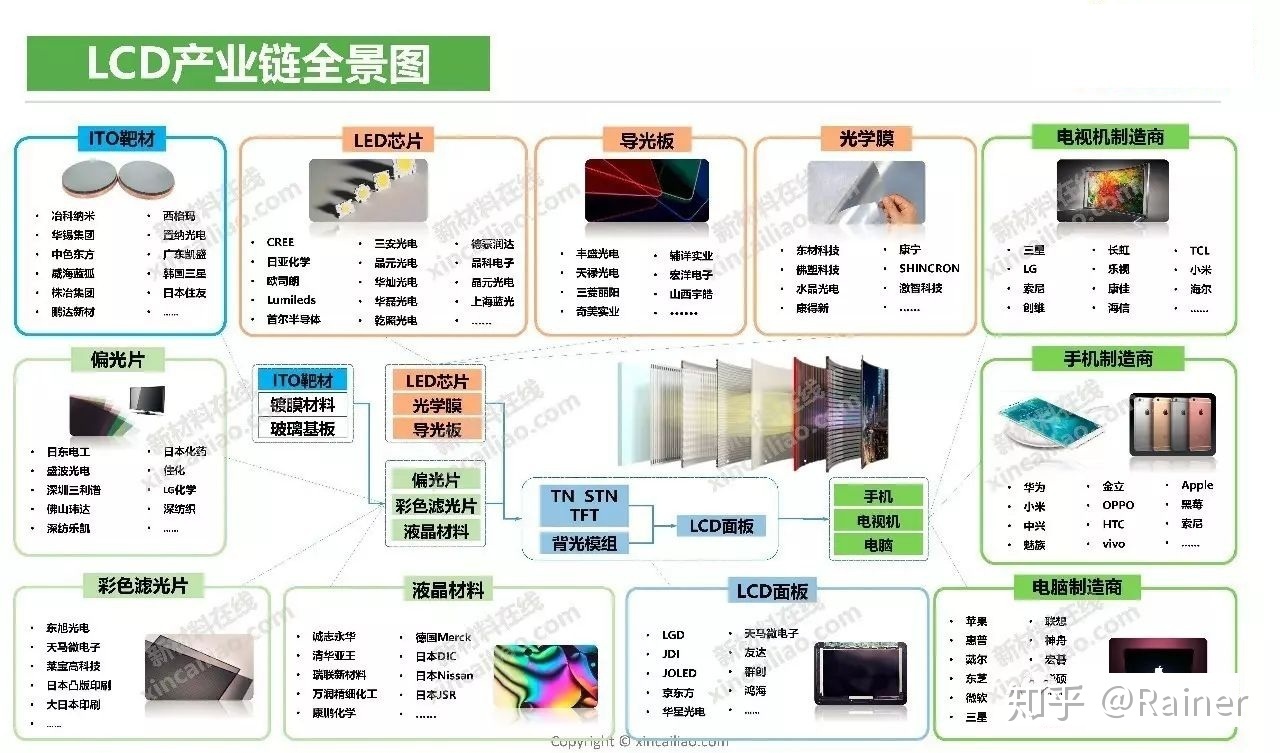 LCD产业链全景图
ITO靶材
冶科纳米
华锡集团
中色东方
威海蓝狐
株冶集团
鹏达新材
西格玛
置纳光电
广东凯盛
韩国三星
日本住友
......
LED芯片
CREE
日亚化学
欧司朗
Lumileds
首尔半导体
三安光电
晶元光电
华灿光电
华磊光电
乾照光电
德豪润达
晶科电子
晶元光电
上海蓝光
......
导光板
丰盛光电
天禄光电
三菱丽阳
奇美实业
辅洋实业
宏洋电子
山西宇皓
......
光学膜
东材科技
佛塑科技
水晶光电
康得新
康宁
SHINCRON
激智科技
......
电视机制造商
三星
LG
索尼
创维
长虹
乐视
康佳
海信
TCL
小米
海尔
......
偏光片
日东电工
盛波光电
深圳三利谱
佛山玮达
深纺乐凯
日本化药
住化
LG化学
深纺织
......
ITO靶材
镀膜材料
玻璃基板
LED芯片
光学膜
导光板
偏光片
彩色滤光片
液晶材料
TN STN
TFT
背光模组
LCD面板
手机
电视机
电脑
手机制造商
华为
小米
中兴
魅族
金立
OPPO
HTC
vivo
Apple
黑莓
索尼
......
彩色滤光片
东旭光电
天马微电子
莱宝高科技
日本凸版印刷
大日本印刷
......
液晶材料
诚志永华
清华亚王
瑞联新材料
万润精细化工
康鹏化学
德国Merck
日本DIC
日本Nissan
日本JSR
......
LCD面板
LGD
JDI
JOLED
京东方
华星光电
天马微电子
友达
群创
鸿海
......
电脑制造商
苹果
惠普
戴尔
东芝
微软
三星
联想
神舟
宏碁
知乎 @Rainer
新材料在线
xincailiao.com
Copyright © xincailiao.com